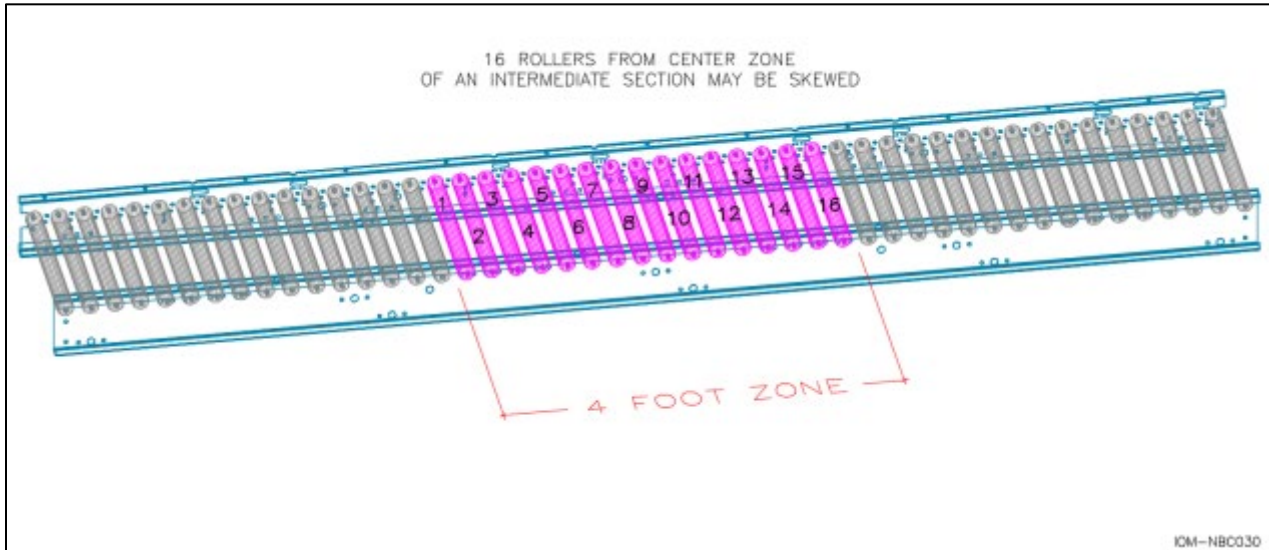 16 ROLLERS FROM CENTER ZONE
OF AN INTERMEDIATE SECTION MAY BE SKEWED
1 3 5 7 9 11 13 15
2 4 6 8 10 12 14 16
4 FOOT ZONE
IOM-NBC030